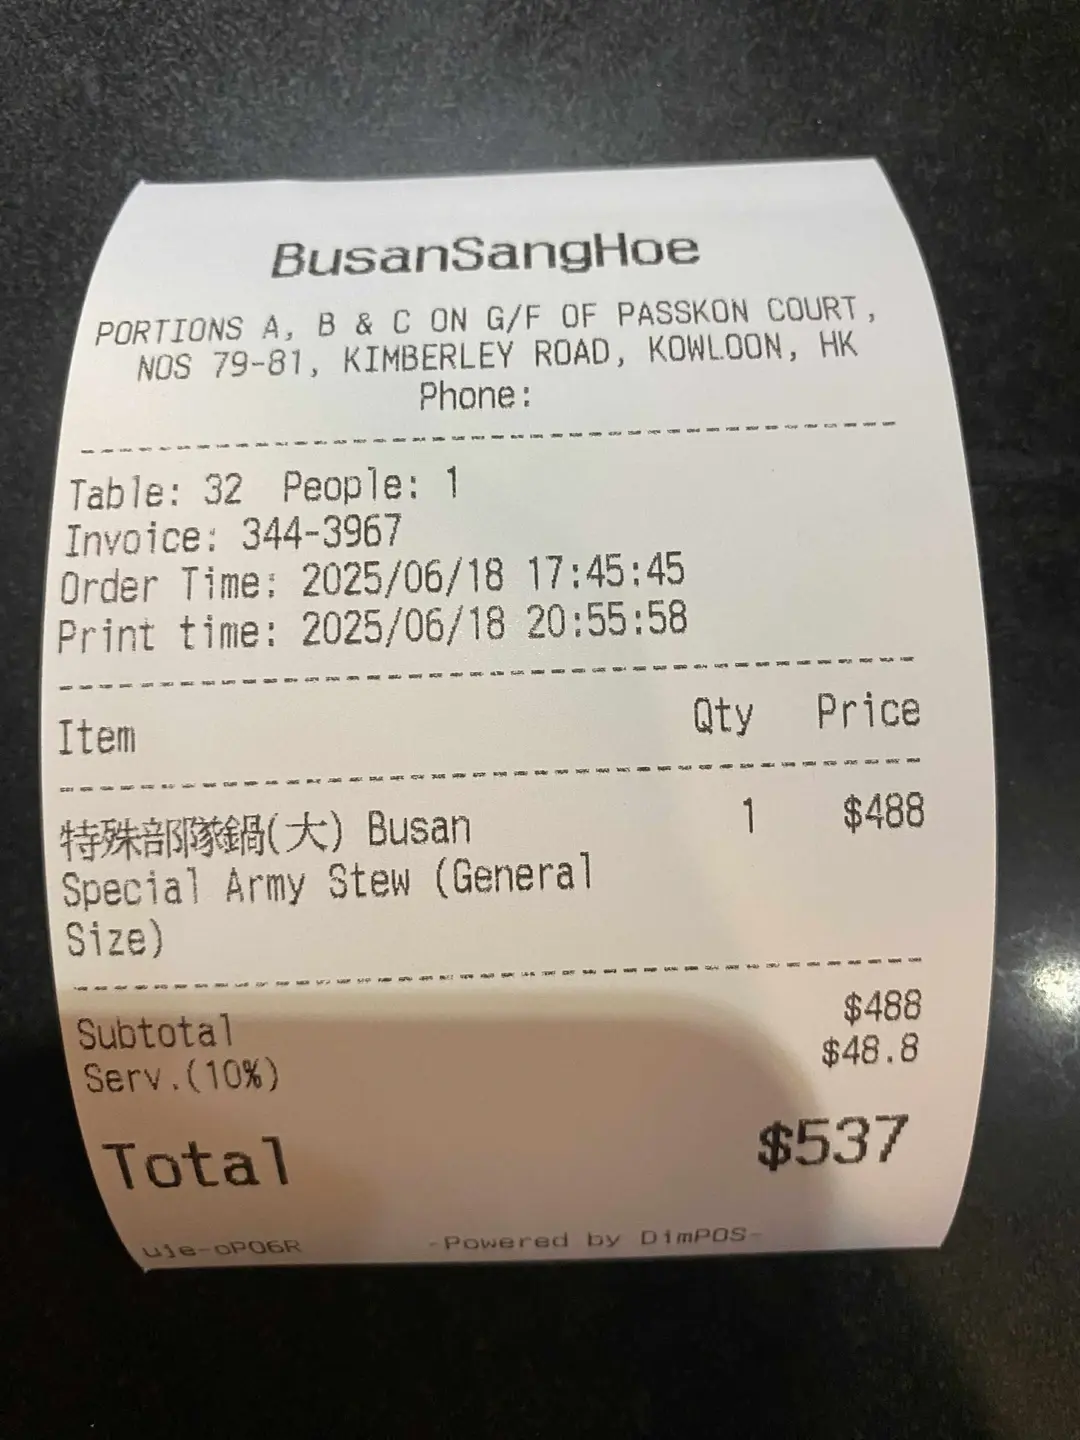 BusanSangHoe
PORTIONS A, B & C ON G/F OF PASSKON COURT,
NOS 79-81, KIMBERLEY ROAD, KOWLOON, HK
Phone:
Table: 32 People: 1
Invoice: 344-3967
Order Time: 2025/06/18 17:45:45
Print time: 2025/06/18 20:55:58
Item Qty Price
特殊部隊鍋(大) Busan 1 $488
Special Army Stew (General
Size)
Subtotal $488
Serv.(10%) $48.8
Total $537
uje-oP06R -Powered by DimPOS-